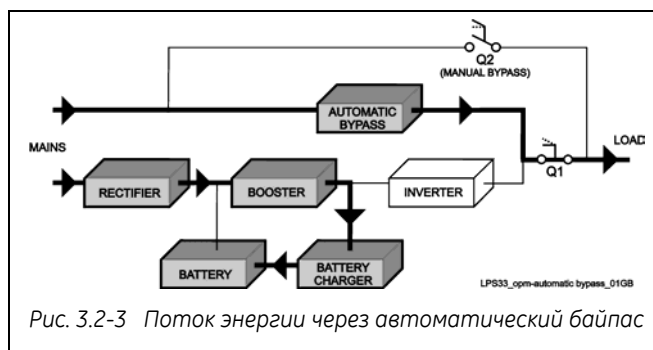 Q2
(MANUAL BYPASS)
AUTOMATIC
BYPASS
MAINS
LOAD
Q1
RECTIFIER
BOOSTER
INVERTER
BATTERY
BATTERY
CHARGER
LPS33_opm-automatic bypass_01GB
Рис. 3.2-3 Поток энергии через автоматический байпас